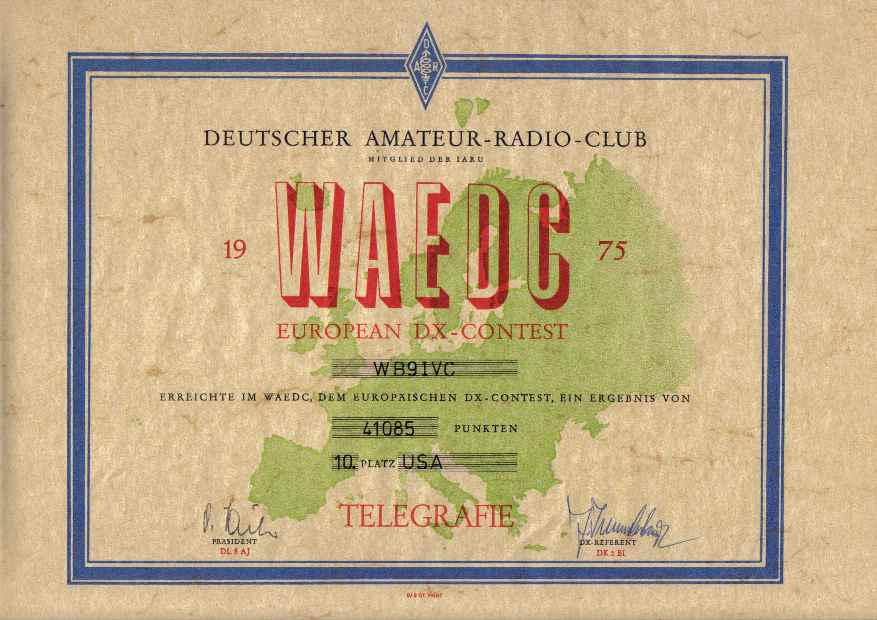 DARC
DEUTSCHER AMATEUR-RADIO-CLUB
MITGLIED DER IARU
19 WAEDC 75
EUROPEAN DX-CONTEST
WB9IVC
ERREICHTE IM WAEDC, DEM EUROPÄISCHEN DX-CONTEST, EIN ERGEBNIS VON
41085 PUNKTEN
10. PLATZ USA
TELEGRAFIE
PRÄSIDENT
DL 8 AJ
DX-REFERENT
DK 2 BI